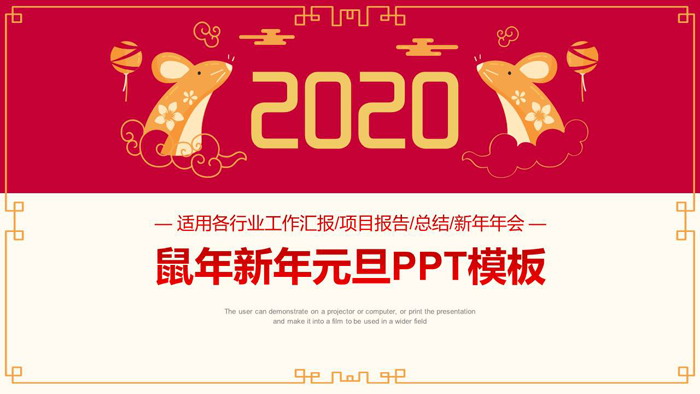 2020
— 适用各行业工作汇报/项目报告/总结/新年年会 —
鼠年新年元旦PPT模板
The user can demonstrate on a projector or computer, or print the presentation
and make it into a film to be used in a wider field